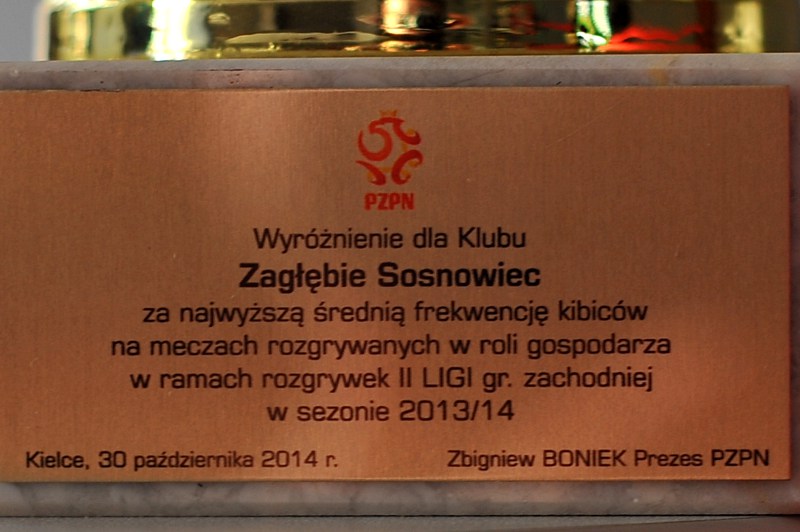 PZPN
Wyróżnienie dla Klubu
Zagłębie Sosnowiec
za najwyższą średnią frekwencję kibiców
na meczach rozgrywanych w roli gospodarza
w ramach rozgrywek II LIGI gr. zachodniej
w sezonie 2013/14
Kielce, 30 października 2014 r.
Zbigniew BONIEK Prezes PZPN